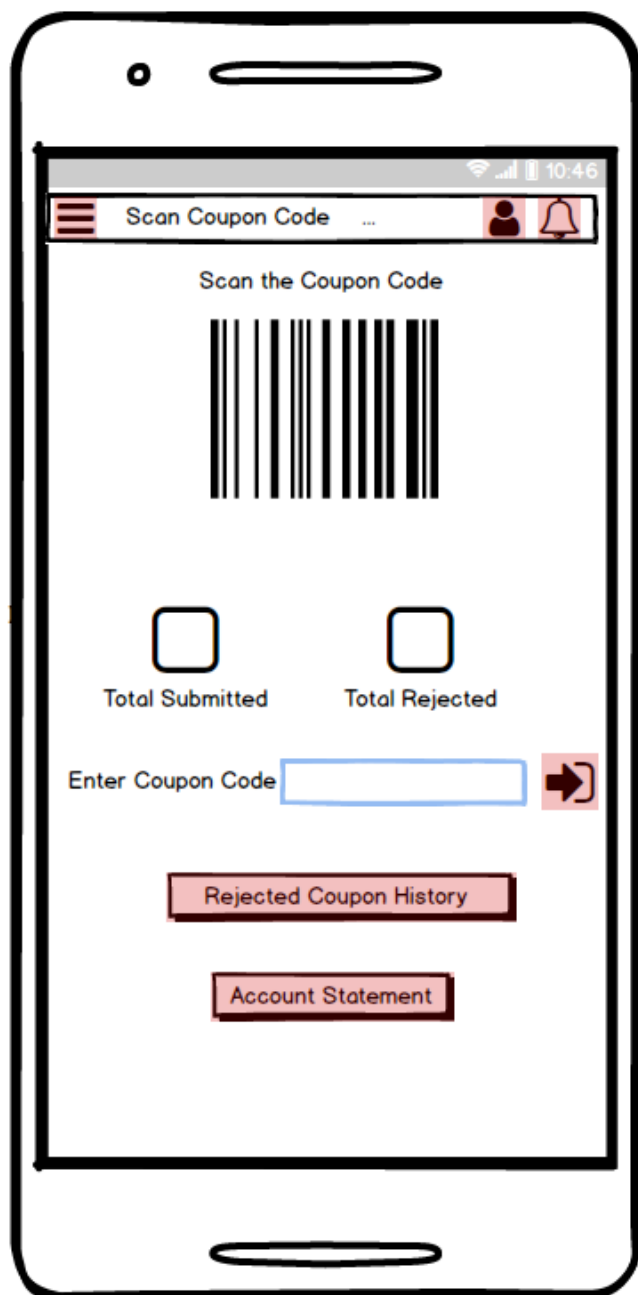 10:46
Scan Coupon Code ...
Scan the Coupon Code
Total Submitted Total Rejected
Enter Coupon Code
Rejected Coupon History
Account Statement